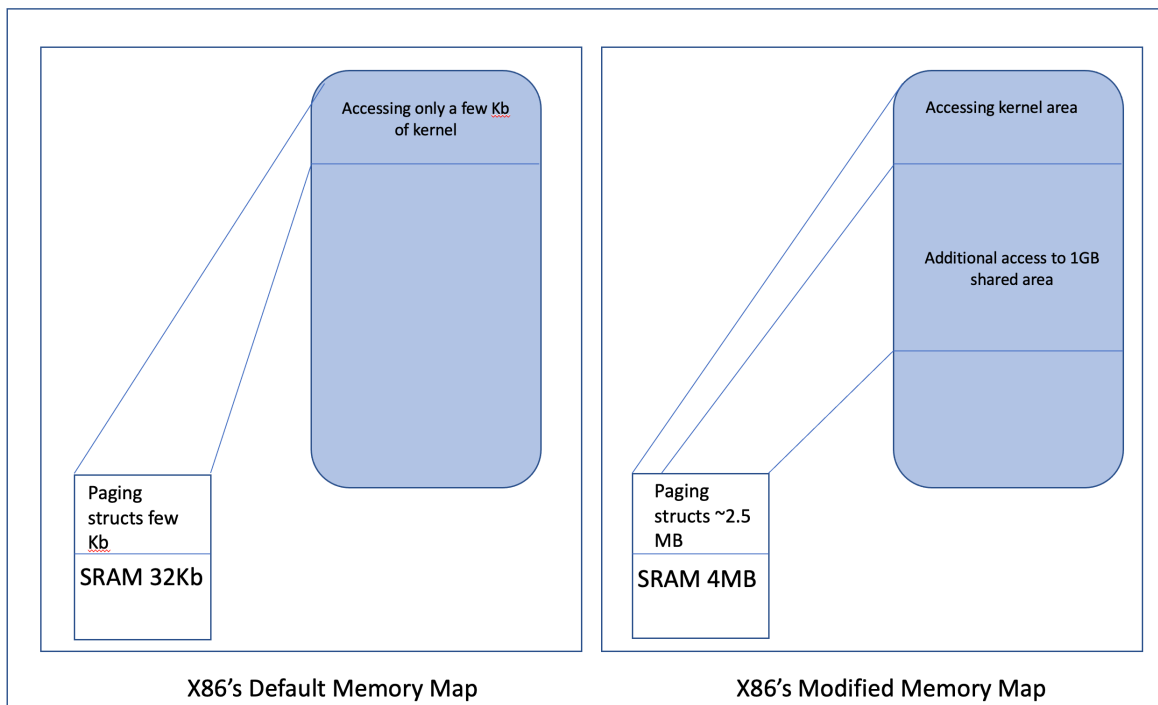 Accessing only a few Kb
of kernel
Paging
structs few
Kb
SRAM 32Kb
X86's Default Memory Map
Accessing kernel area
Additional access to 1GB
shared area
Paging
structs ~2.5
MB
SRAM 4MB
X86's Modified Memory Map